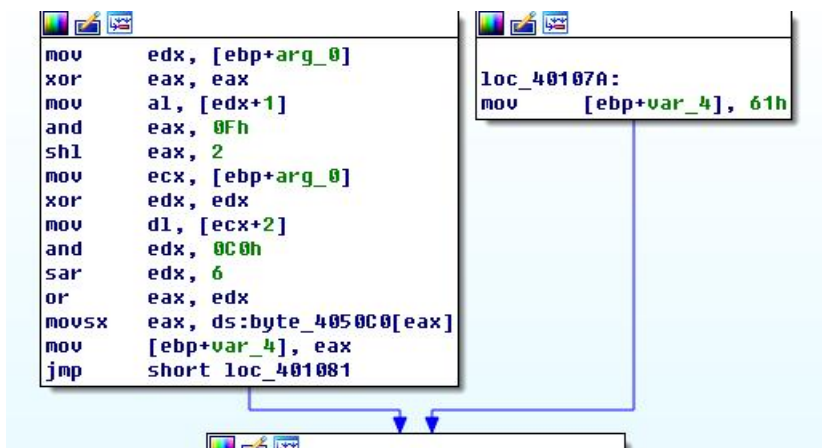 mov edx, [ebp+arg_0]
xor eax, eax
mov al, [edx+1]
and eax, 0Fh
shl eax, 2
mov ecx, [ebp+arg_0]
xor edx, edx
mov dl, [ecx+2]
and edx, 0C0h
sar edx, 6
or eax, edx
movsx eax, ds:byte_4050C0[eax]
mov [ebp+var_4], eax
jmp short loc_401081
loc_40107A:
mov [ebp+var_4], 61h